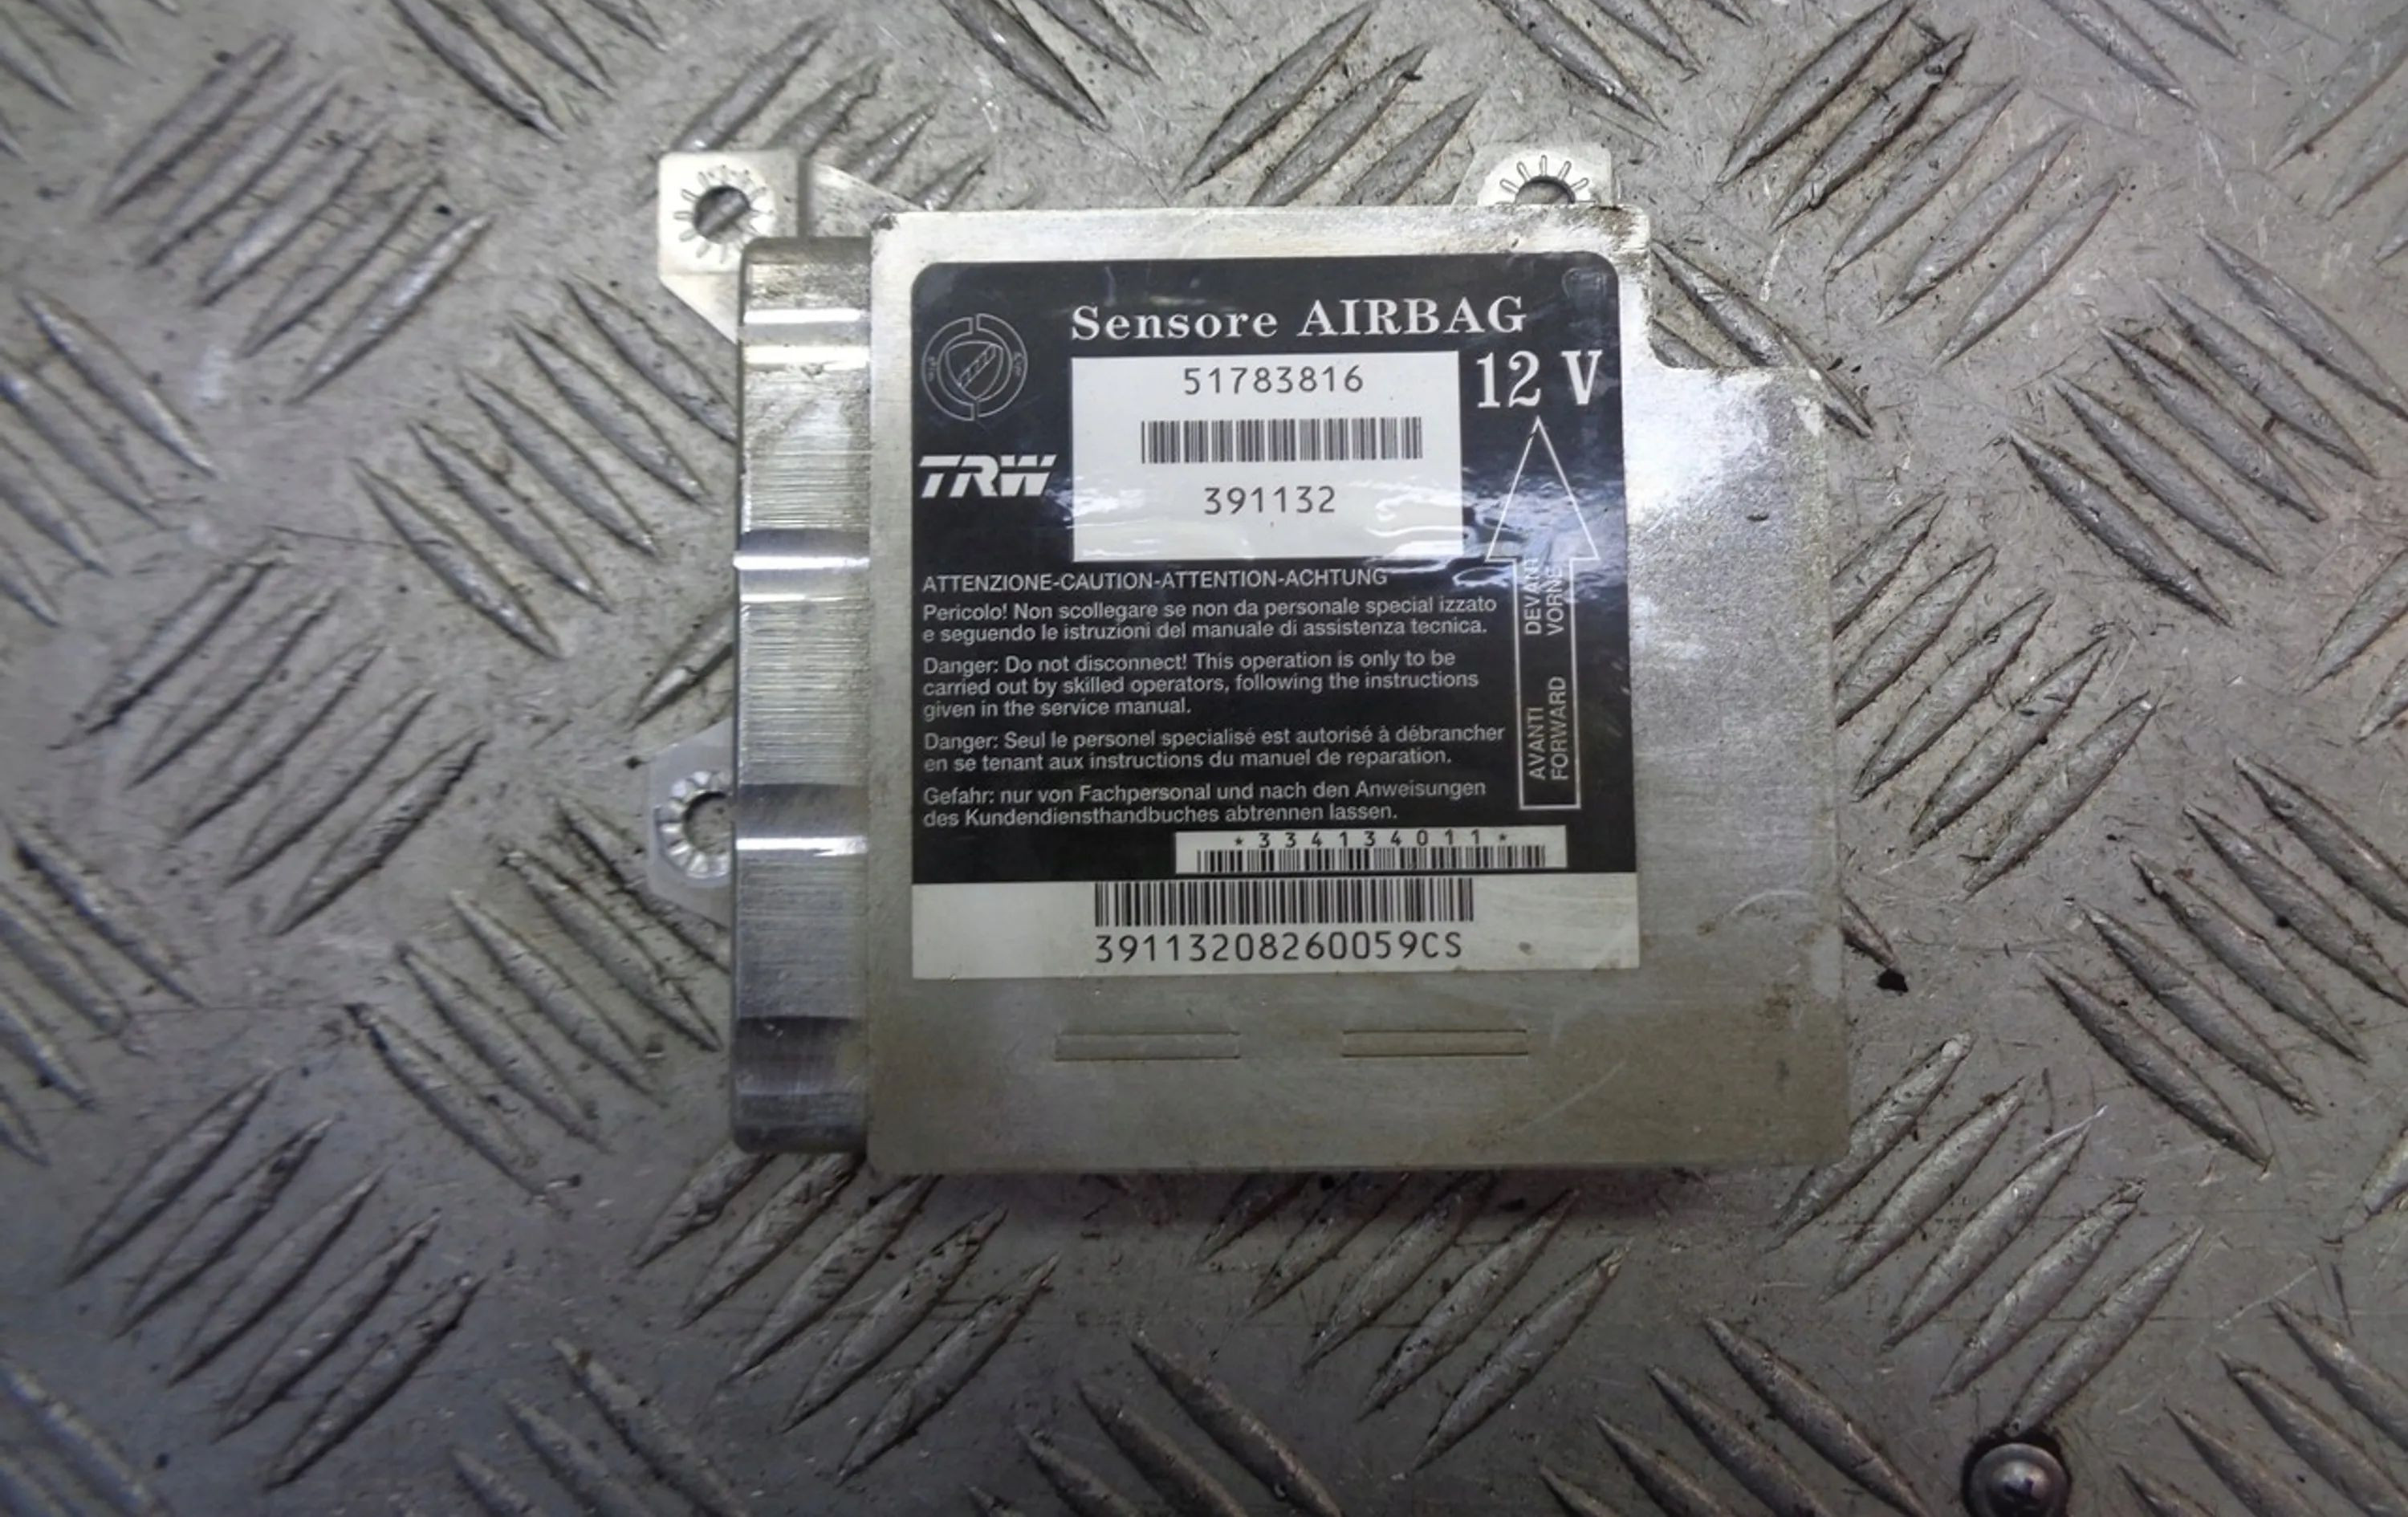 Sensore AIRBAG
12 V
51783816
391132
TRW
ATTENZIONE-CAUTION-ATTENTION-ACHTUNG
Pericolo! Non scollegare se non da personale special izzato
e seguendo le istruzioni del manuale di assistenza tecnica.
Danger: Do not disconnect! This operation is only to be
carried out by skilled operators, following the instructions
given in the service manual.
Danger: Seul le personel specialisé est autorisé à débrancher
en se tenant aux instructions du manuel de reparation.
Gefahr: nur von Fachpersonal und nach den Anweisungen
des Kundendiensthandbuches abtrennen lassen.
AVANTI DEVANT
FORWARD VORNE
*334134011*
39113208260059CS